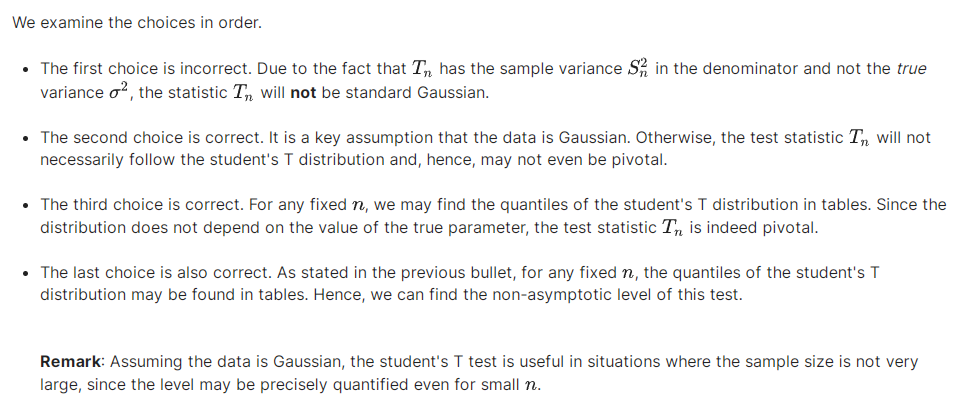 We examine the choices in order.
• The first choice is incorrect. Due to the fact that Tₙ has the sample variance Sₙ² in the denominator and not the true
variance σ², the statistic Tₙ will not be standard Gaussian.
• The second choice is correct. It is a key assumption that the data is Gaussian. Otherwise, the test statistic Tₙ will not
necessarily follow the student's T distribution and, hence, may not even be pivotal.
• The third choice is correct. For any fixed n, we may find the quantiles of the student's T distribution in tables. Since the
distribution does not depend on the value of the true parameter, the test statistic Tₙ is indeed pivotal.
• The last choice is also correct. As stated in the previous bullet, for any fixed n, the quantiles of the student's T
distribution may be found in tables. Hence, we can find the non-asymptotic level of this test.
Remark: Assuming the data is Gaussian, the student's T test is useful in situations where the sample size is not very
large, since the level may be precisely quantified even for small n.